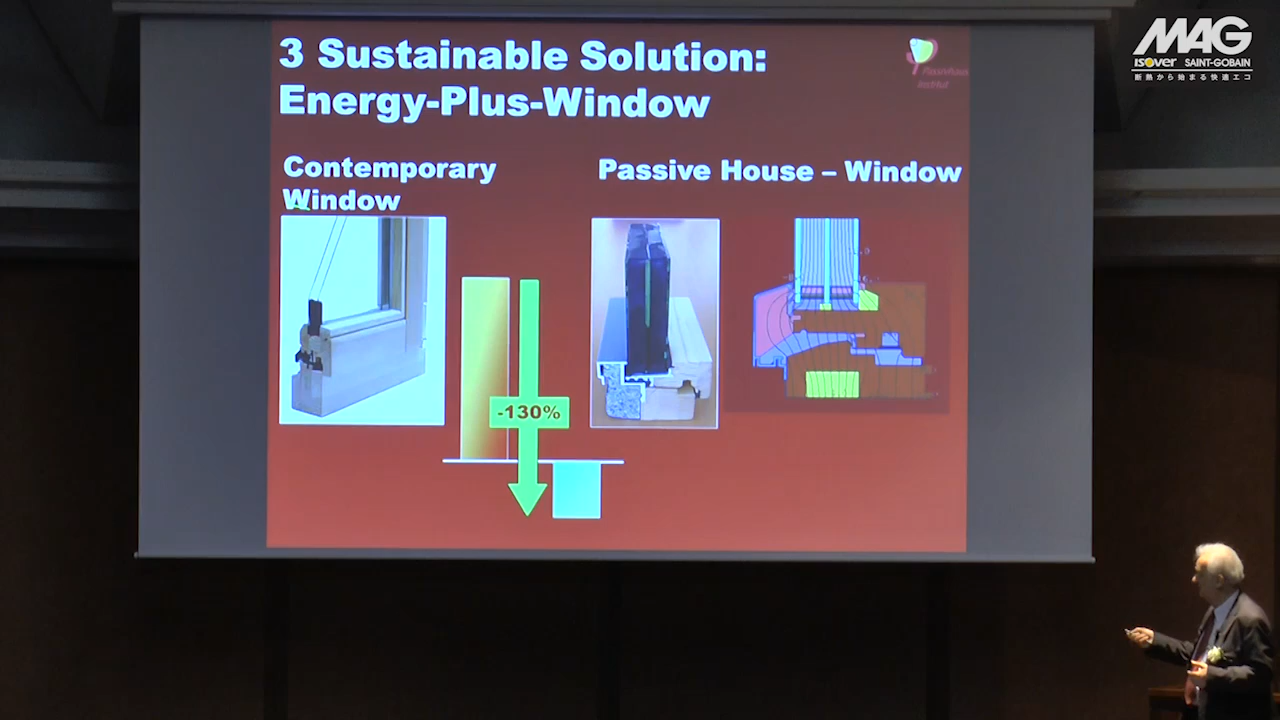 3 Sustainable Solution:
Energy-Plus-Window
Contemporary
Window
Passive House – Window
-130%
MAG
isover SAINT-GOBAIN
断熱から始まる快適エコ